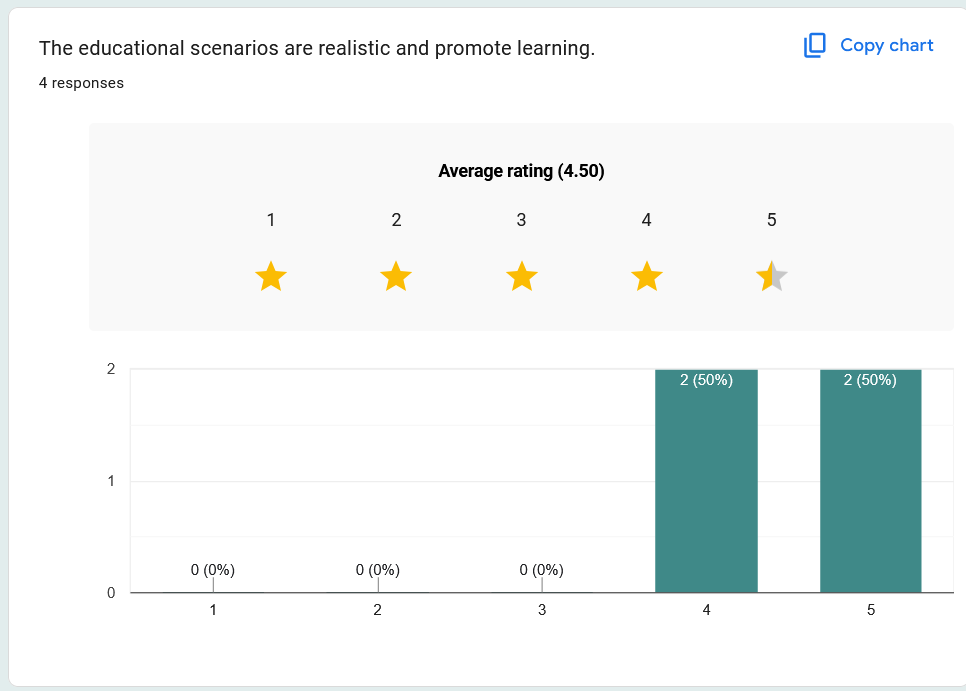 The educational scenarios are realistic and promote learning.
Copy chart
4 responses
Average rating (4.50)
1 2 3 4 5
2
2 (50%) 2 (50%)
1
0 (0%) 0 (0%) 0 (0%)
0
1 2 3 4 5